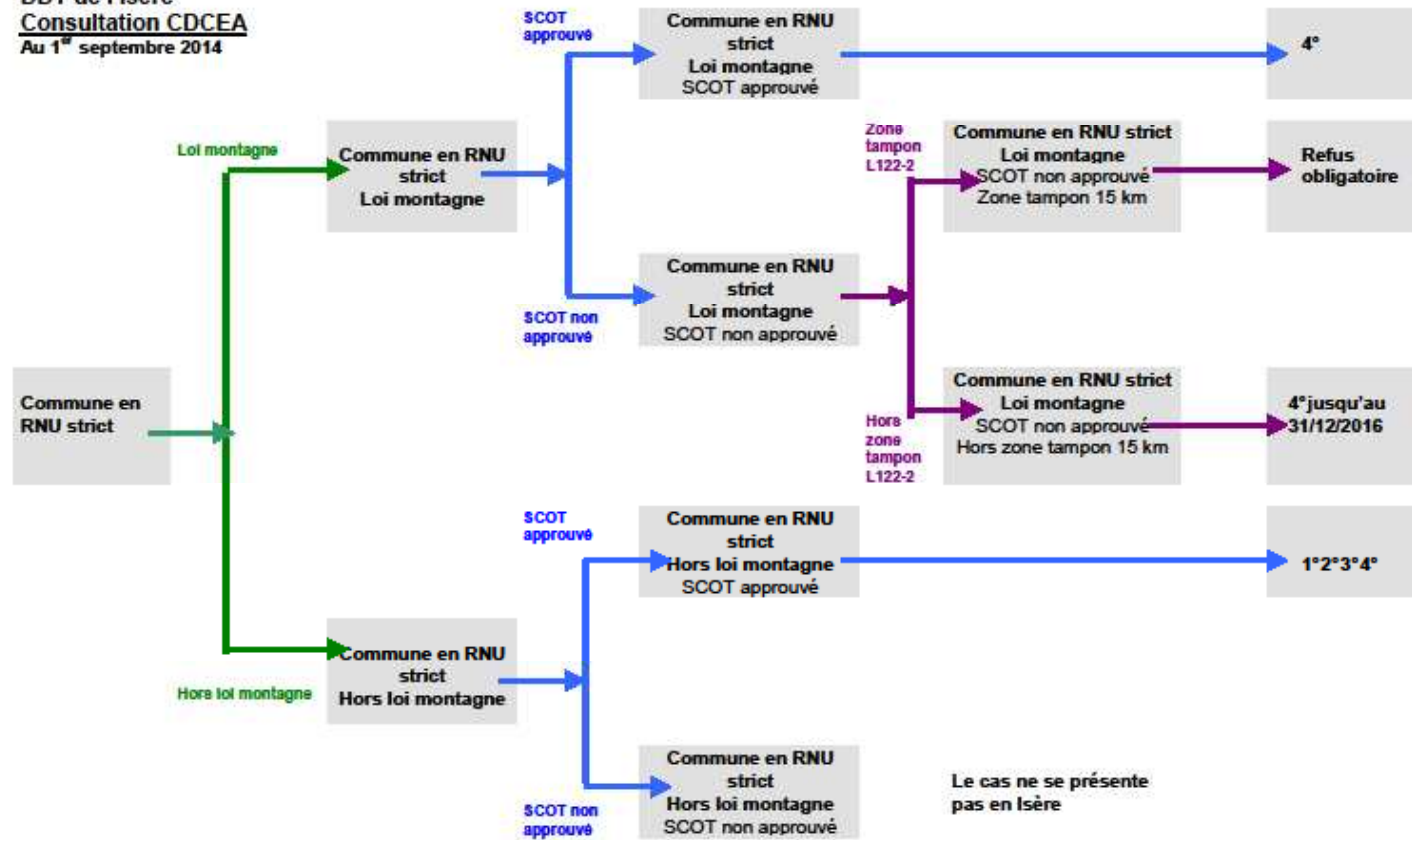 DDT de l'Isère
Consultation CDCEA
Au 1er septembre 2014
SCOT
approuvé
Commune en RNU
strict
Loi montagne
SCOT approuvé
4°
Loi montagne
Commune en RNU
strict
Loi montagne
Zone
tampon
L122-2
Commune en RNU strict
Loi montagne
SCOT non approuvé
Zone tampon 15 km
Refus
obligatoire
SCOT non
approuvé
Commune en RNU
strict
Loi montagne
SCOT non approuvé
Commune en
RNU strict
Hors
zone
tampon
L122-2
Commune en RNU strict
Loi montagne
SCOT non approuvé
Hors zone tampon 15 km
4°jusqu'au
31/12/2016
SCOT
approuvé
Commune en RNU
strict
Hors loi montagne
SCOT approuvé
1°2°3°4°
Hors loi montagne
Commune en RNU
strict
Hors loi montagne
SCOT non
approuvé
Commune en RNU
strict
Hors loi montagne
SCOT non approuvé
Le cas ne se présente
pas en Isère